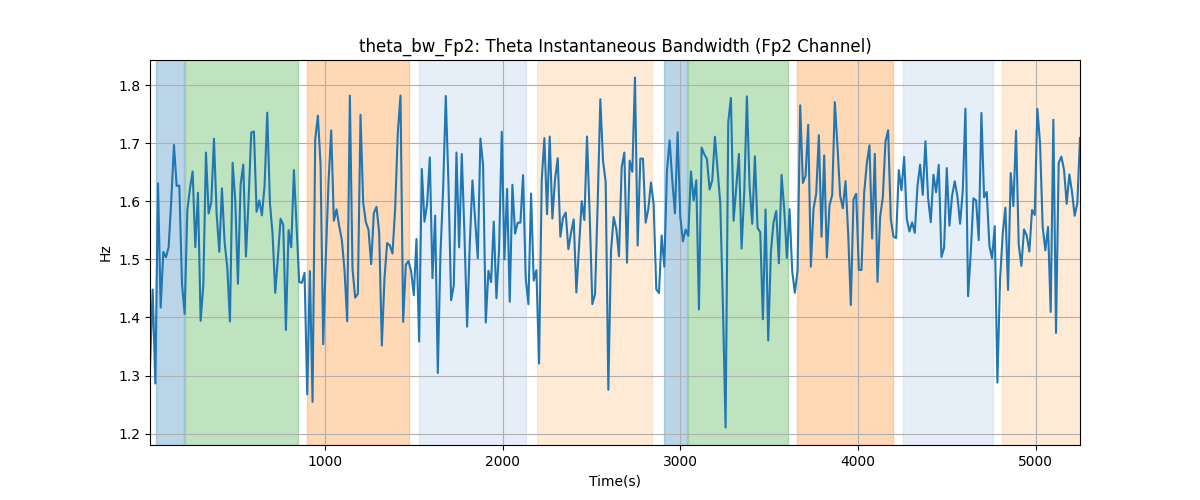 theta_bw_Fp2: Theta Instantaneous Bandwidth (Fp2 Channel)
1.8
1.7
1.6
1.5
1.4
1.3
1.2
Hz
1000 2000 3000 4000 5000
Time(s)